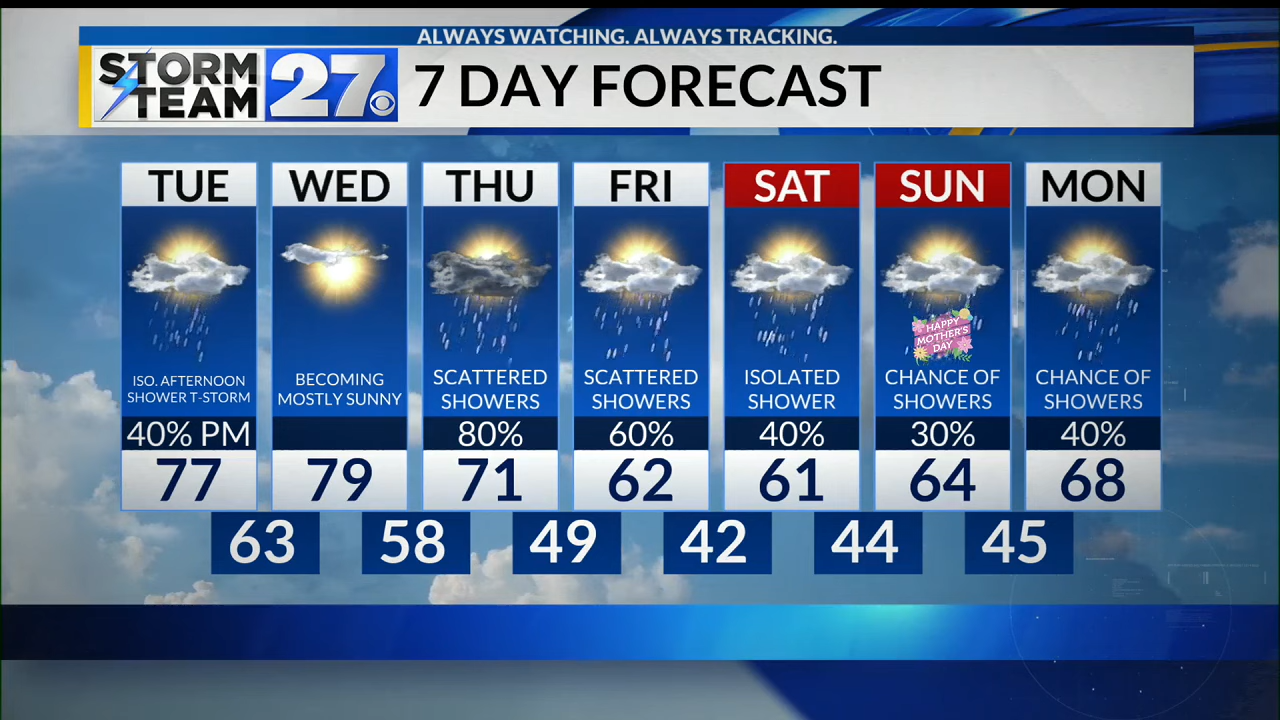 ALWAYS WATCHING. ALWAYS TRACKING.
STORM
TEAM
27
7 DAY FORECAST
TUE
WED
THU
FRI
SAT
SUN
MON
HAPPY
MOTHER'S
DAY
ISO. AFTERNOON
SHOWER T-STORM
BECOMING
MOSTLY SUNNY
SCATTERED
SHOWERS
SCATTERED
SHOWERS
ISOLATED
SHOWER
CHANCE OF
SHOWERS
CHANCE OF
SHOWERS
40% PM
80%
60%
40%
30%
40%
77
79
71
62
61
64
68
63
58
49
42
44
45